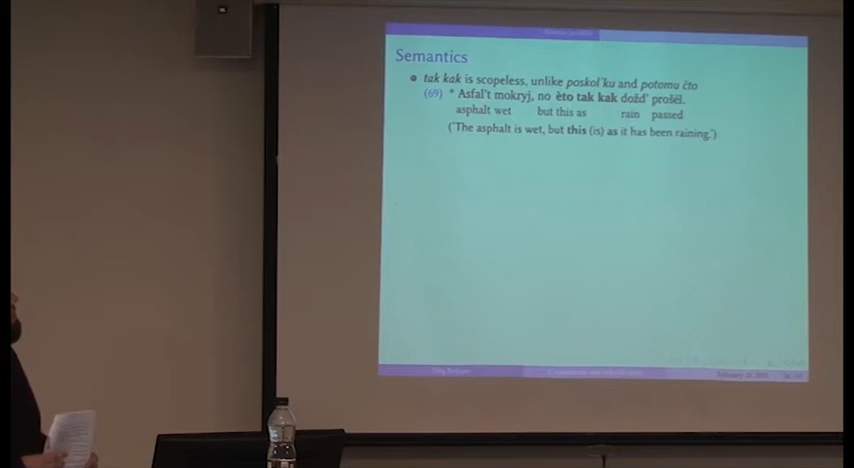 Semantics
tak kak is scopeless, unlike poskol'ku and potomu čto
(69) * Asfal't mokryj, no èto tak kak dožd' prošël.
asphalt wet but this as rain passed
('The asphalt is wet, but this (is) as it has been raining.')